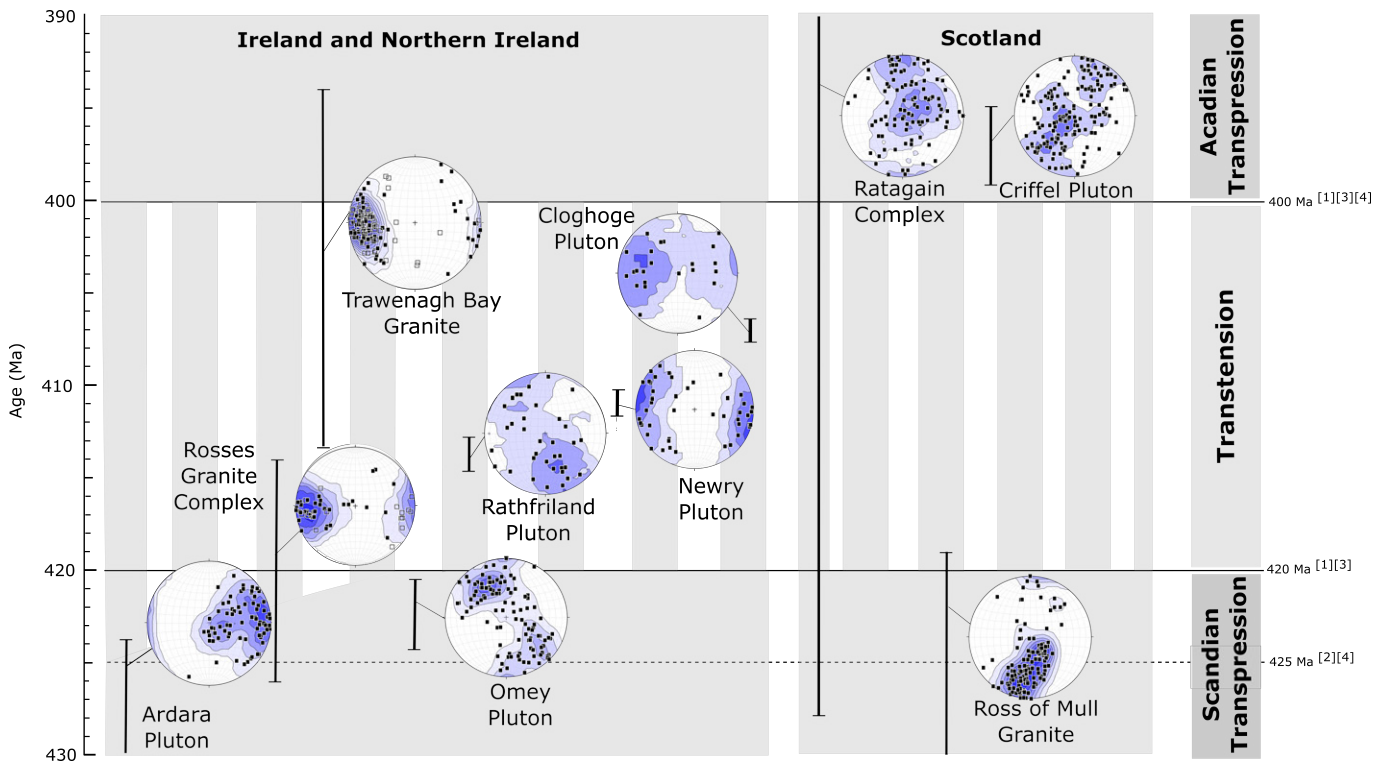 390
400
410
420
430
Age (Ma)
Ireland and Northern Ireland
Scotland
Trawenagh Bay
Granite
Cloghoge
Pluton
Rosses
Granite
Complex
Rathfriland
Pluton
Newry
Pluton
Ardara
Pluton
Omey
Pluton
Ratagain
Complex
Criffel Pluton
Ross of Mull
Granite
Acadian
Transpression
400 Ma [1][3][4]
Transtension
420 Ma [1][3]
Scandian
Transpression
425 Ma [2][4]